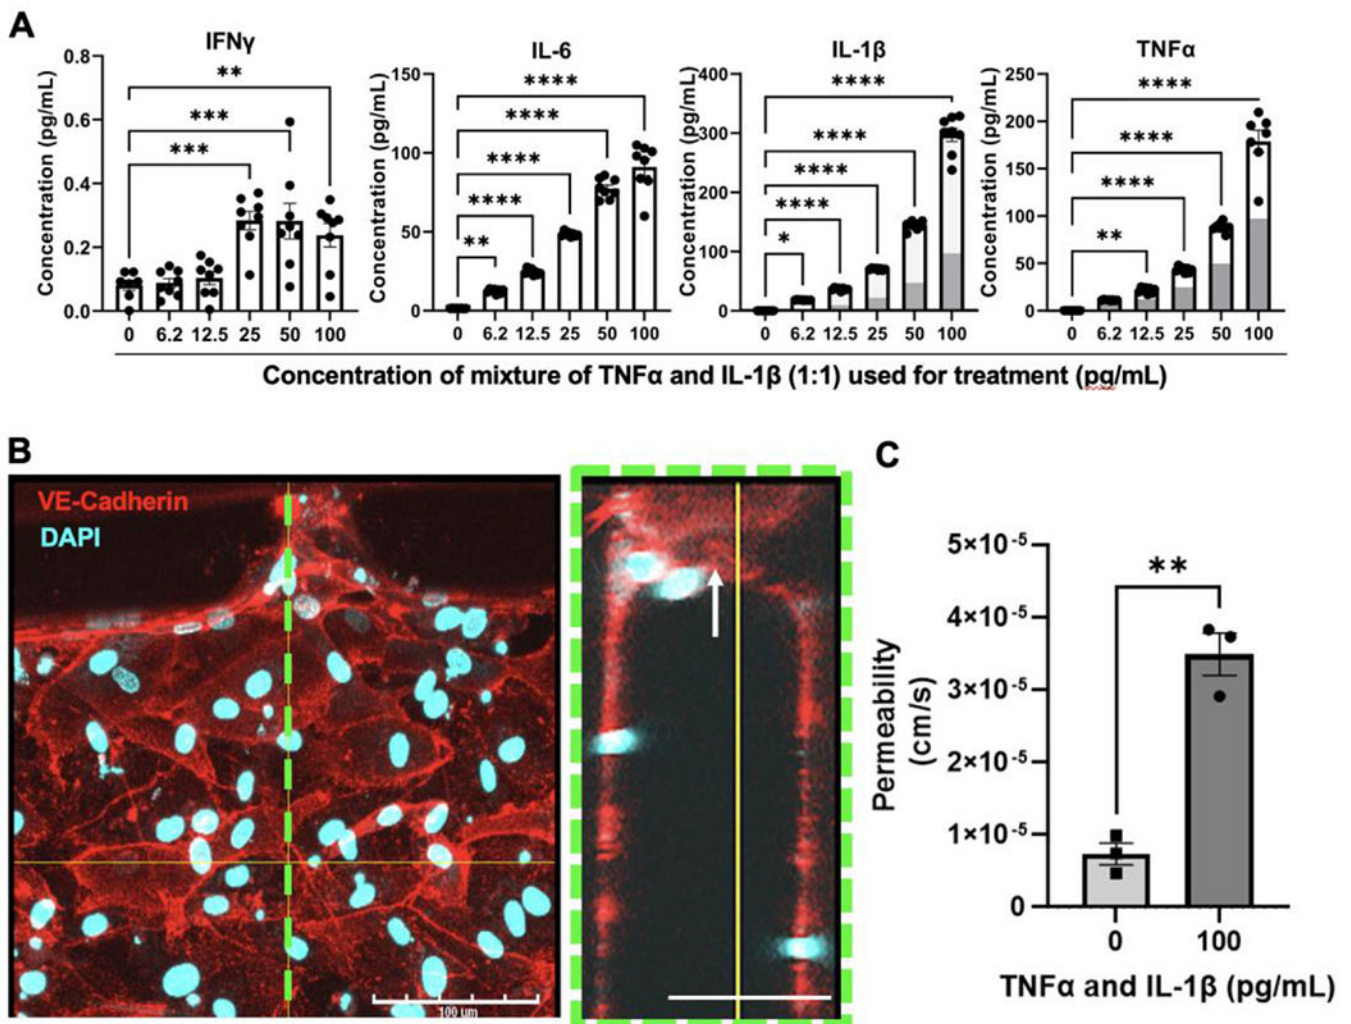 A
IFNγ
Concentration (pg/mL)
0.8
0.6
0.4
0.2
0.0
**
***
***
0 6.2 12.5 25 50 100
IL-6
Concentration (pg/mL)
150
100
50
0
****
****
****
****
**
0 6.2 12.5 25 50 100
IL-1β
Concentration (pg/mL)
400
300
200
100
0
****
****
****
****
*
0 6.2 12.5 25 50 100
TNFα
Concentration (pg/mL)
250
200
150
100
50
0
****
****
****
**
0 6.2 12.5 25 50 100
Concentration of mixture of TNFα and IL-1β (1:1) used for treatment (pg/mL)
B
VE-Cadherin
DAPI
100 um
C
Permeability
(cm/s)
5×10-5
4×10-5
3×10-5
2×10-5
1×10-5
0
**
0 100
TNFα and IL-1β (pg/mL)